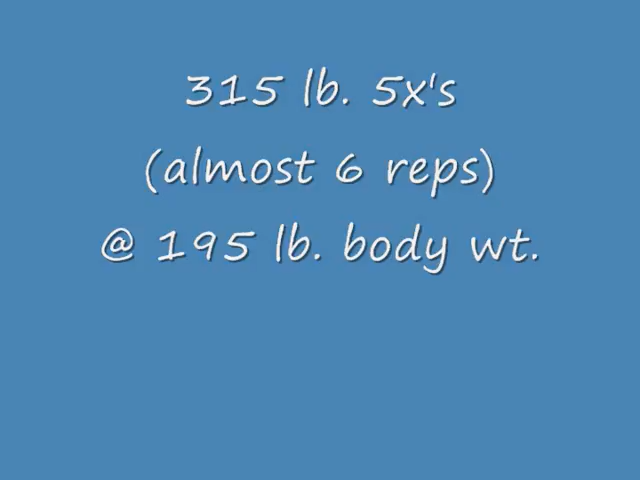 315 lb. 5x's
(almost 6 reps)
@ 195 lb. body wt.